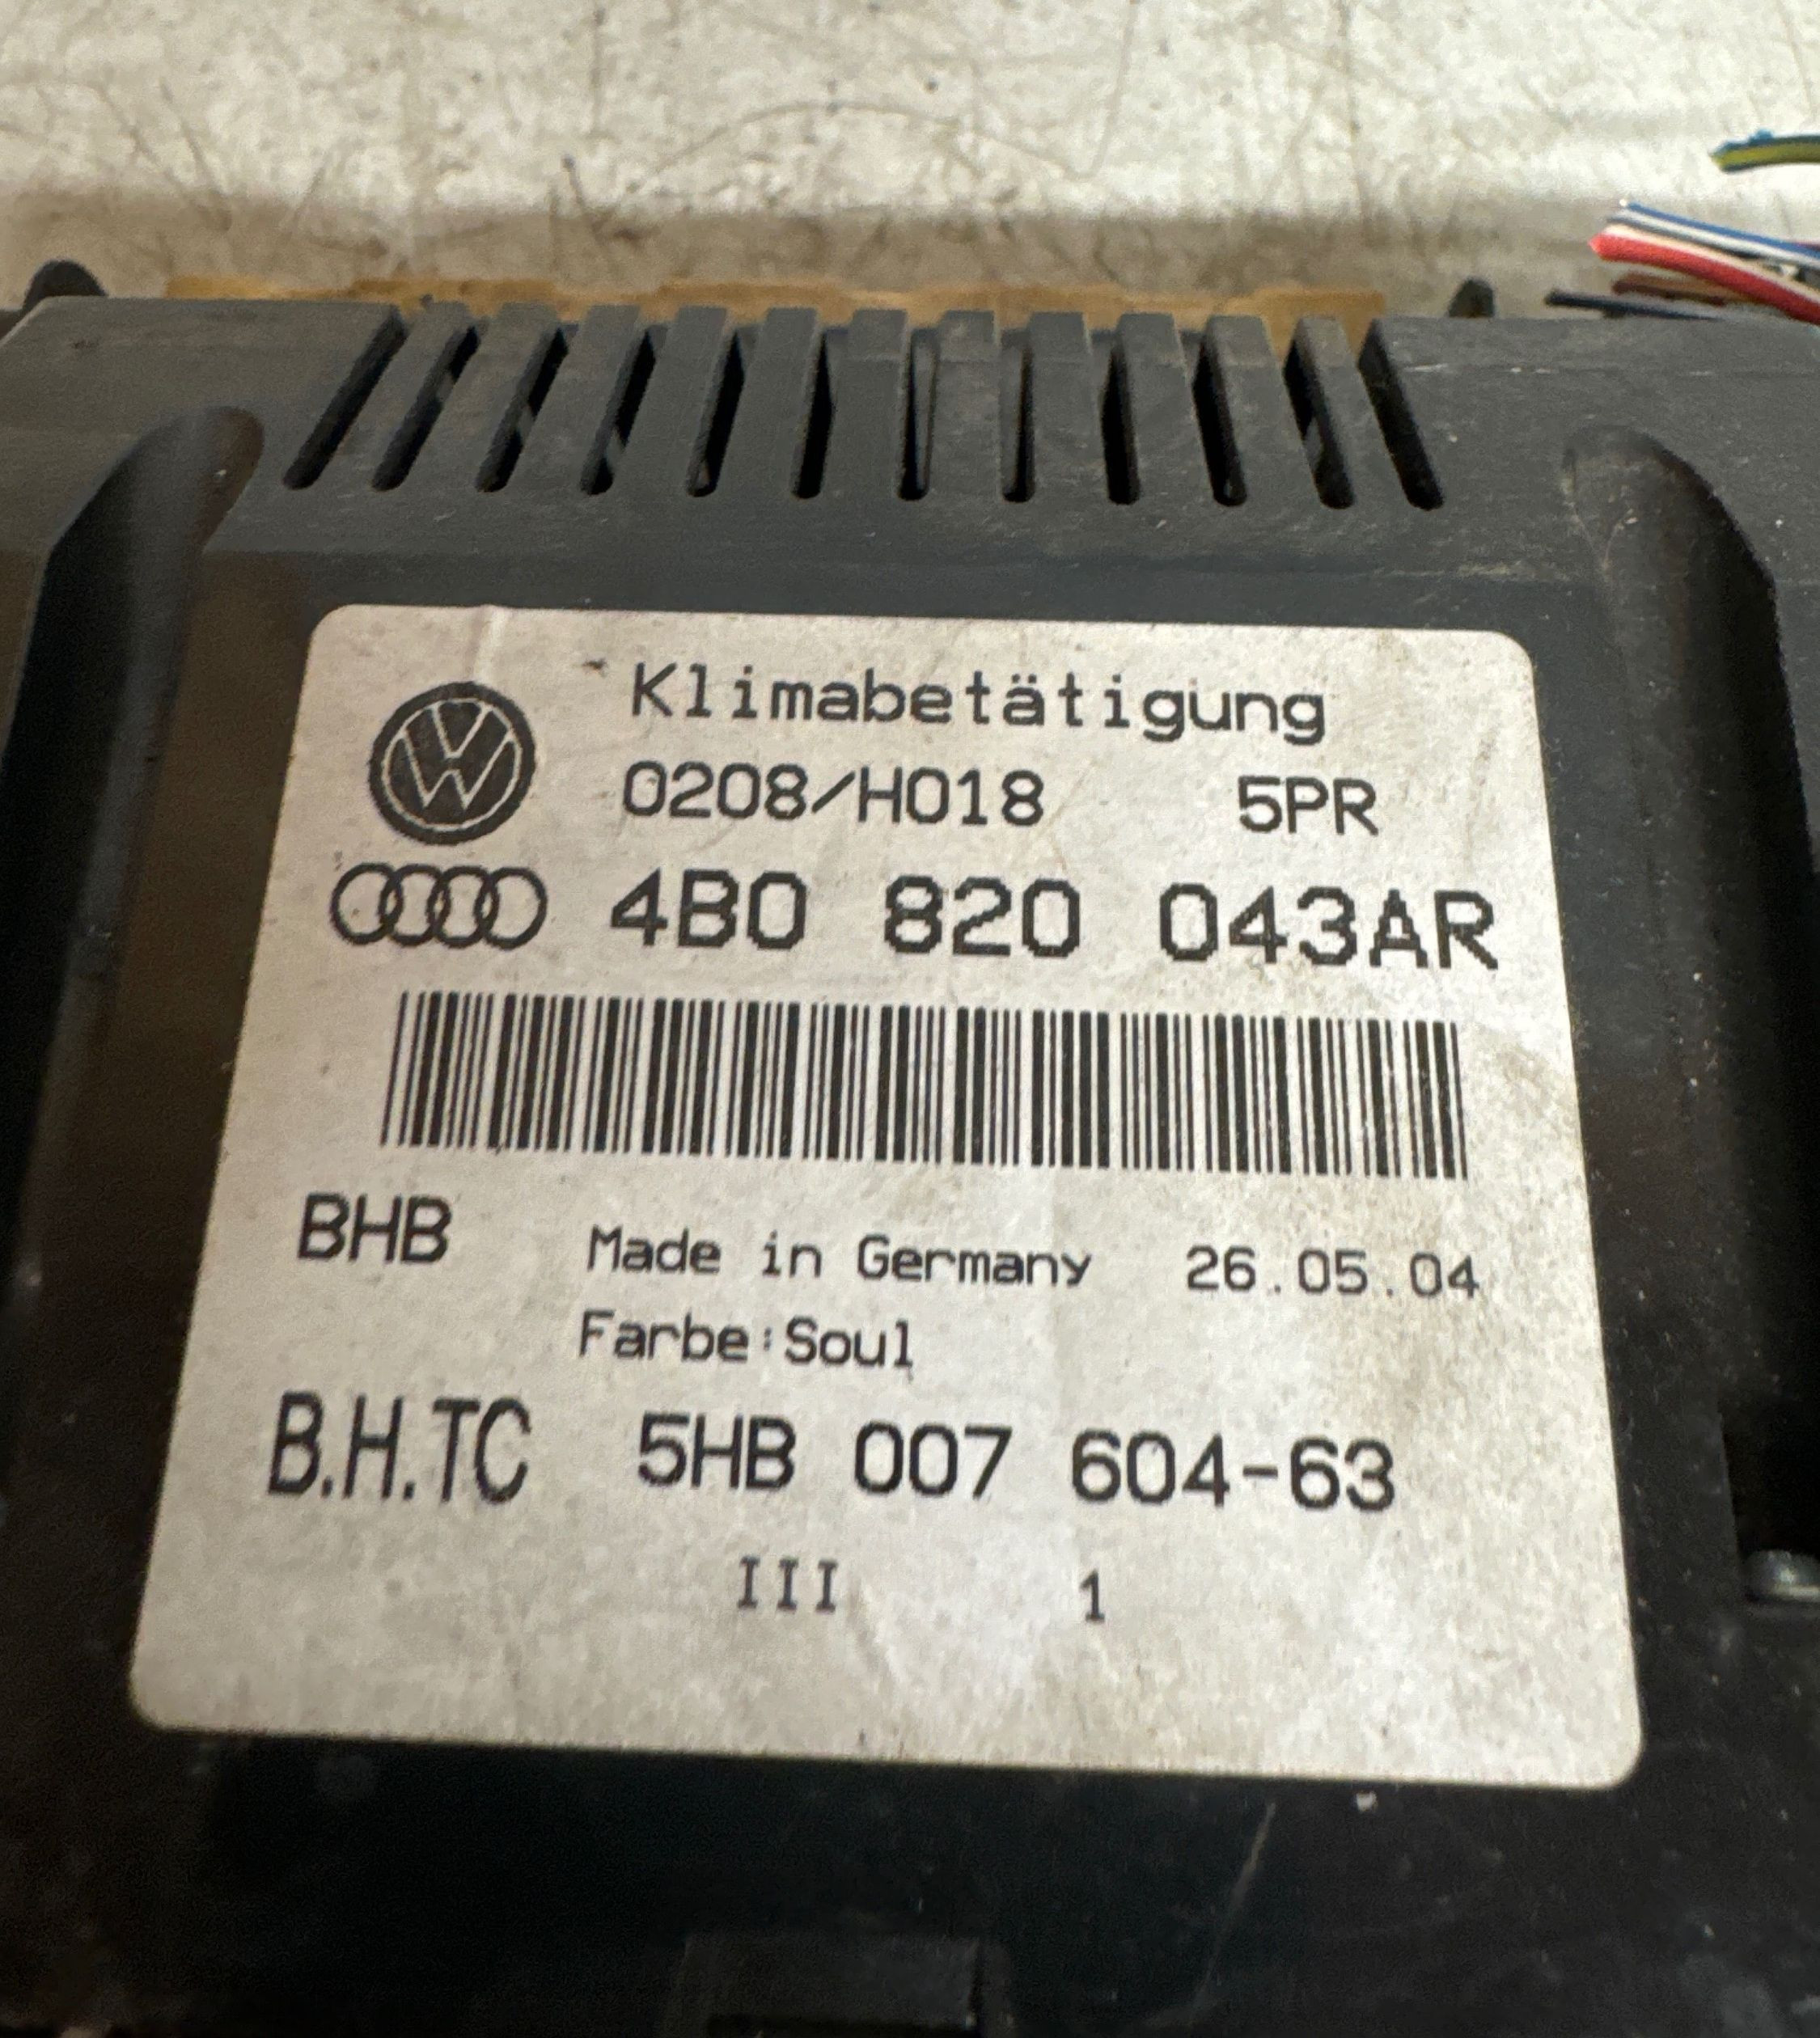 Klimabetätigung
0208/H018 5PR
4B0 820 043AR
BHB Made in Germany 26.05.04
Farbe:Soul
B.H.TC 5HB 007 604-63
III 1